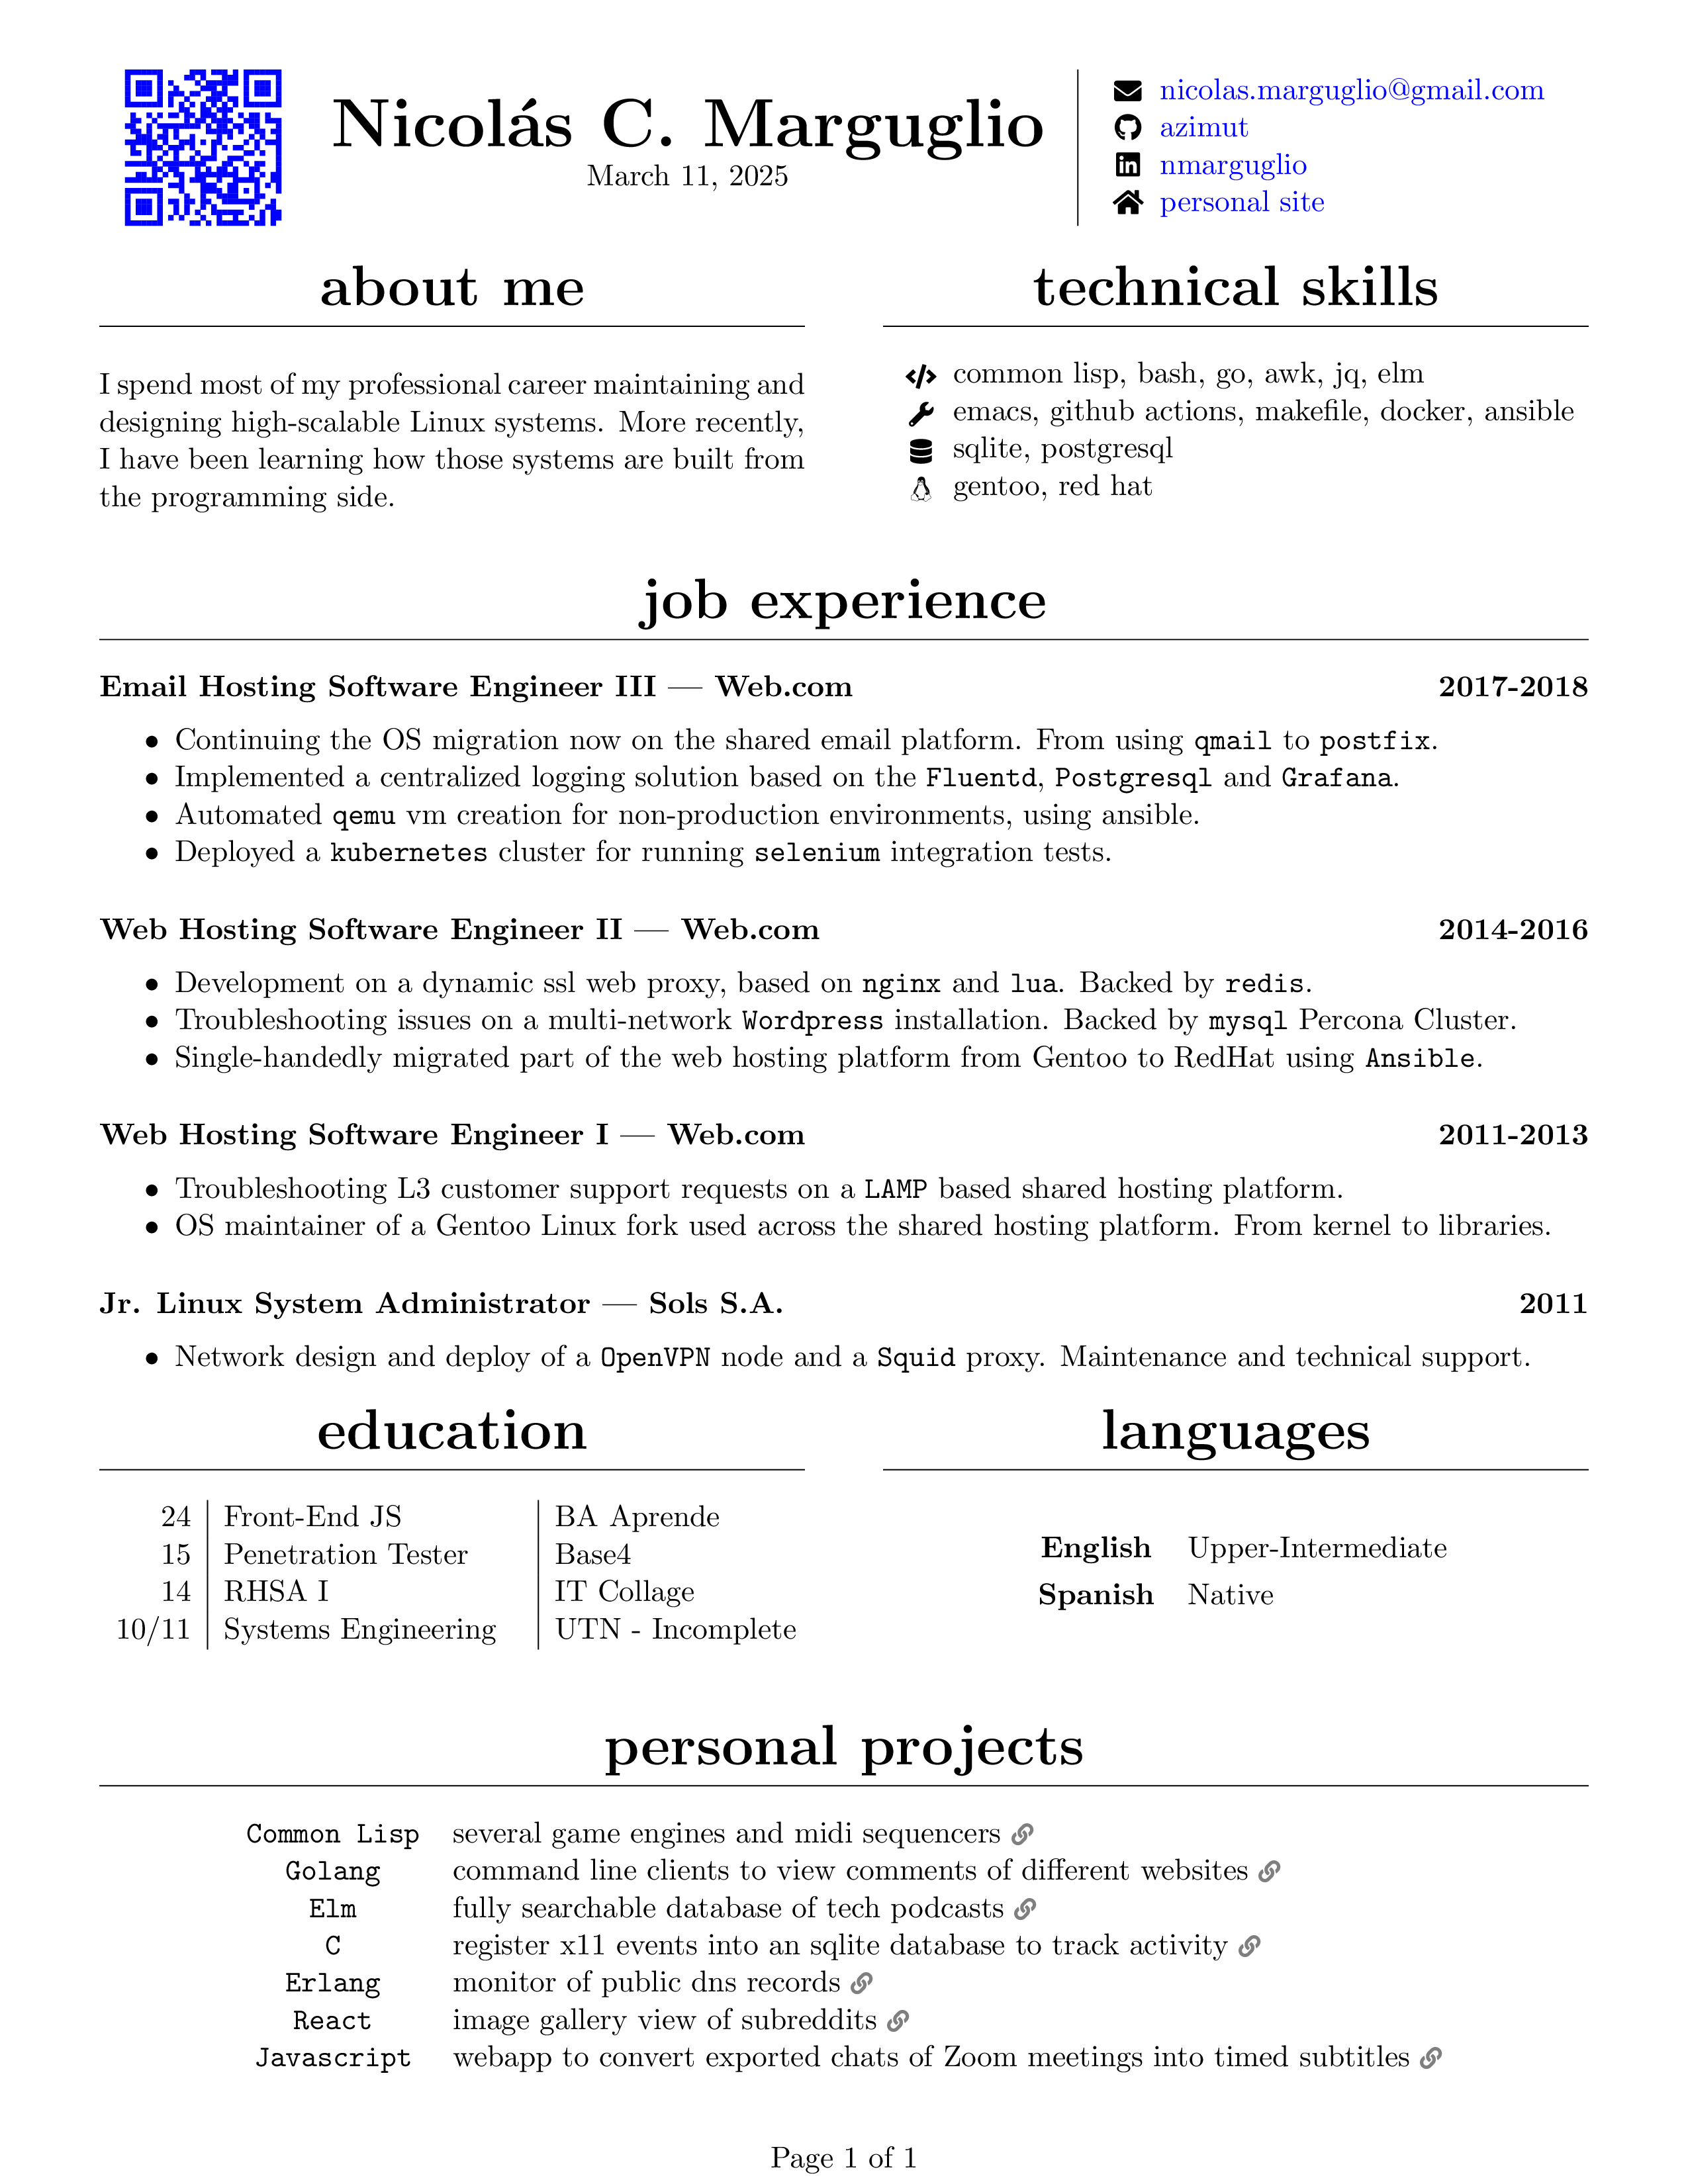 Nicolás C. Marguglio
March 11, 2025
nicolas.marguglio@gmail.com
azimut
nmarguglio
personal site
about me
I spend most of my professional career maintaining and
designing high-scalable Linux systems. More recently,
I have been learning how those systems are built from
the programming side.
technical skills
common lisp, bash, go, awk, jq, elm
emacs, github actions, makefile, docker, ansible
sqlite, postgresql
gentoo, red hat
job experience
Email Hosting Software Engineer III — Web.com 2017-2018
• Continuing the OS migration now on the shared email platform. From using qmail to postfix.
• Implemented a centralized logging solution based on the Fluentd, Postgresql and Grafana.
• Automated qemu vm creation for non-production environments, using ansible.
• Deployed a kubernetes cluster for running selenium integration tests.
Web Hosting Software Engineer II — Web.com 2014-2016
• Development on a dynamic ssl web proxy, based on nginx and lua. Backed by redis.
• Troubleshooting issues on a multi-network Wordpress installation. Backed by mysql Percona Cluster.
• Single-handedly migrated part of the web hosting platform from Gentoo to RedHat using Ansible.
Web Hosting Software Engineer I — Web.com 2011-2013
• Troubleshooting L3 customer support requests on a LAMP based shared hosting platform.
• OS maintainer of a Gentoo Linux fork used across the shared hosting platform. From kernel to libraries.
Jr. Linux System Administrator — Sols S.A. 2011
• Network design and deploy of a OpenVPN node and a Squid proxy. Maintenance and technical support.
education
24 Front-End JS BA Aprende
15 Penetration Tester Base4
14 RHSA I IT Collage
10/11 Systems Engineering UTN - Incomplete
languages
English Upper-Intermediate
Spanish Native
personal projects
Common Lisp several game engines and midi sequencers
Golang command line clients to view comments of different websites
Elm fully searchable database of tech podcasts
C register x11 events into an sqlite database to track activity
Erlang monitor of public dns records
React image gallery view of subreddits
Javascript webapp to convert exported chats of Zoom meetings into timed subtitles
Page 1 of 1